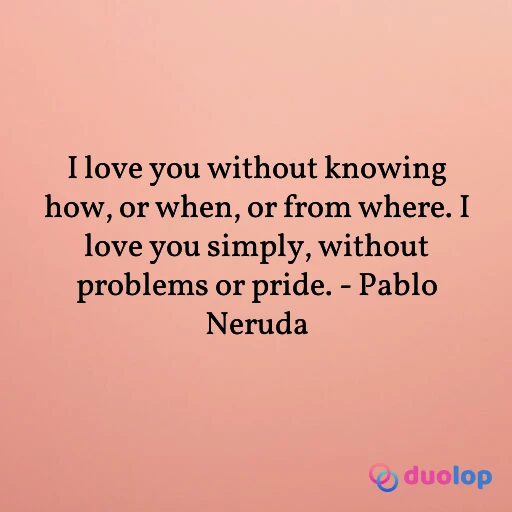 I love you without knowing
how, or when, or from where. I
love you simply, without
problems or pride. - Pablo
Neruda
duolop